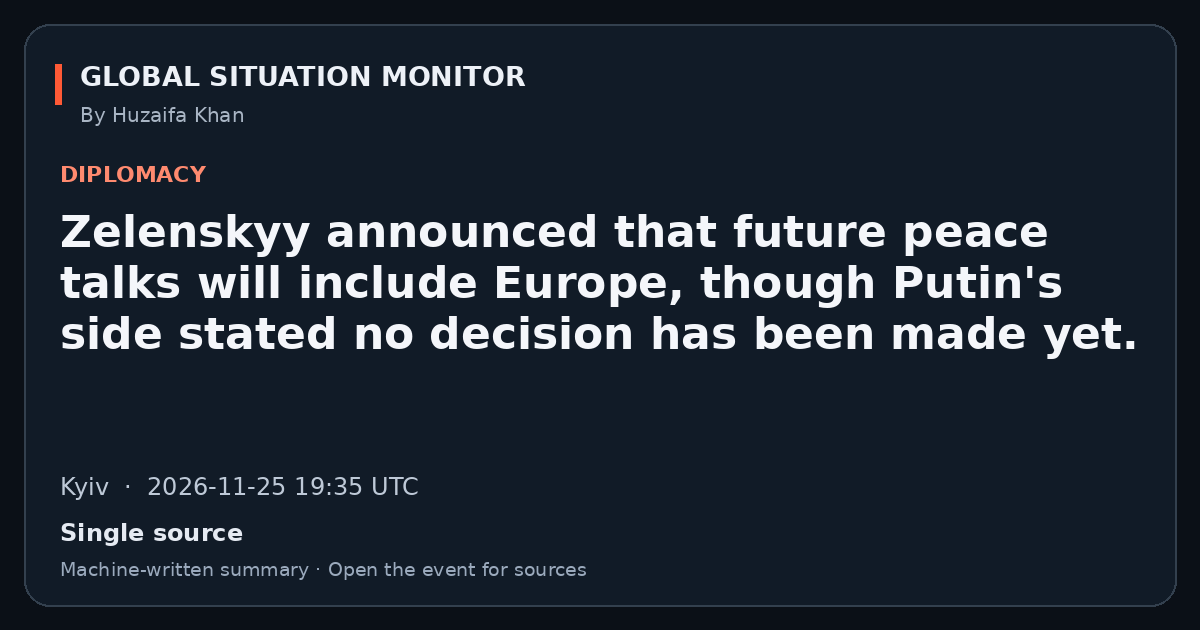 GLOBAL SITUATION MONITOR
By Huzaifa Khan
DIPLOMACY
Zelenskyy announced that future peace
talks will include Europe, though Putin's
side stated no decision has been made yet.
Kyiv · 2026-11-25 19:35 UTC
Single source
Machine-written summary · Open the event for sources